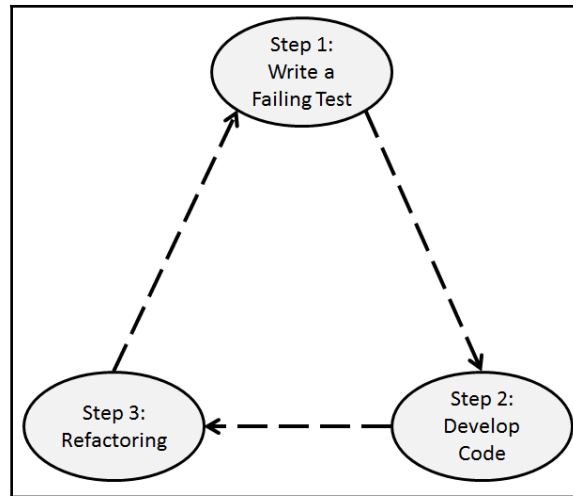 Step 1:
Write a
Failing Test
Step 2:
Develop
Code
Step 3:
Refactoring